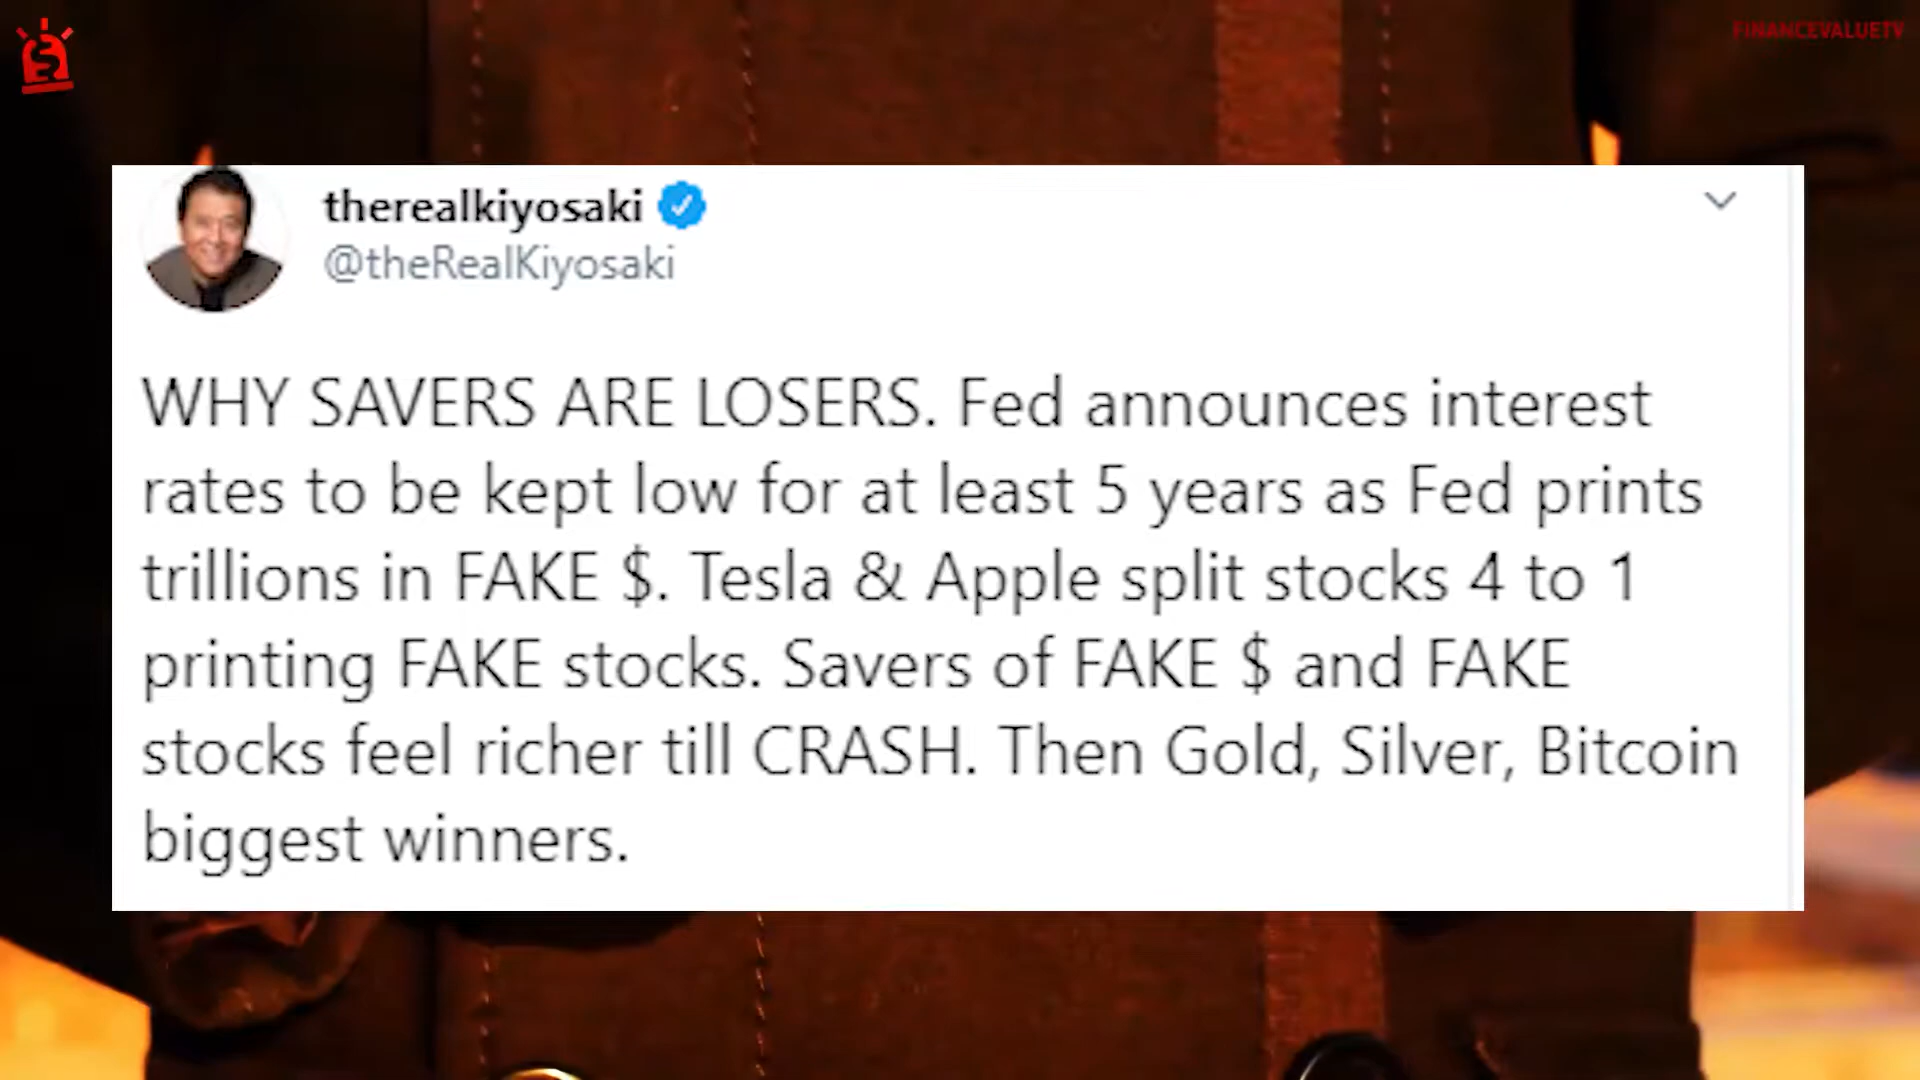 FINANCEVALUETV
therealkiyosaki
@theRealKiyosaki
WHY SAVERS ARE LOSERS. Fed announces interest
rates to be kept low for at least 5 years as Fed prints
trillions in FAKE $. Tesla & Apple split stocks 4 to 1
printing FAKE stocks. Savers of FAKE $ and FAKE
stocks feel richer till CRASH. Then Gold, Silver, Bitcoin
biggest winners.